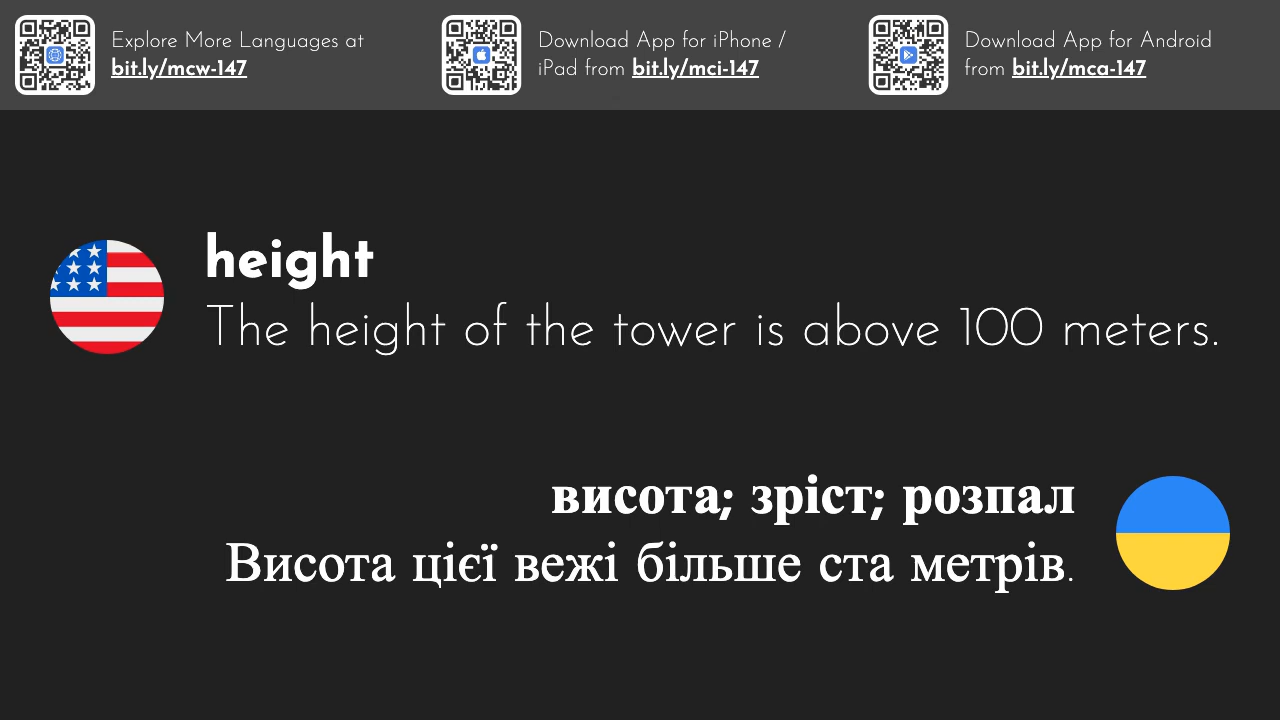 Explore More Languages at
bit.ly/mcw-147
Download App for iPhone /
iPad from bit.ly/mci-147
Download App for Android
from bit.ly/mca-147
height
The height of the tower is above 100 meters.
висота; зріст; розпал
Висота цієї вежі більше ста метрів.